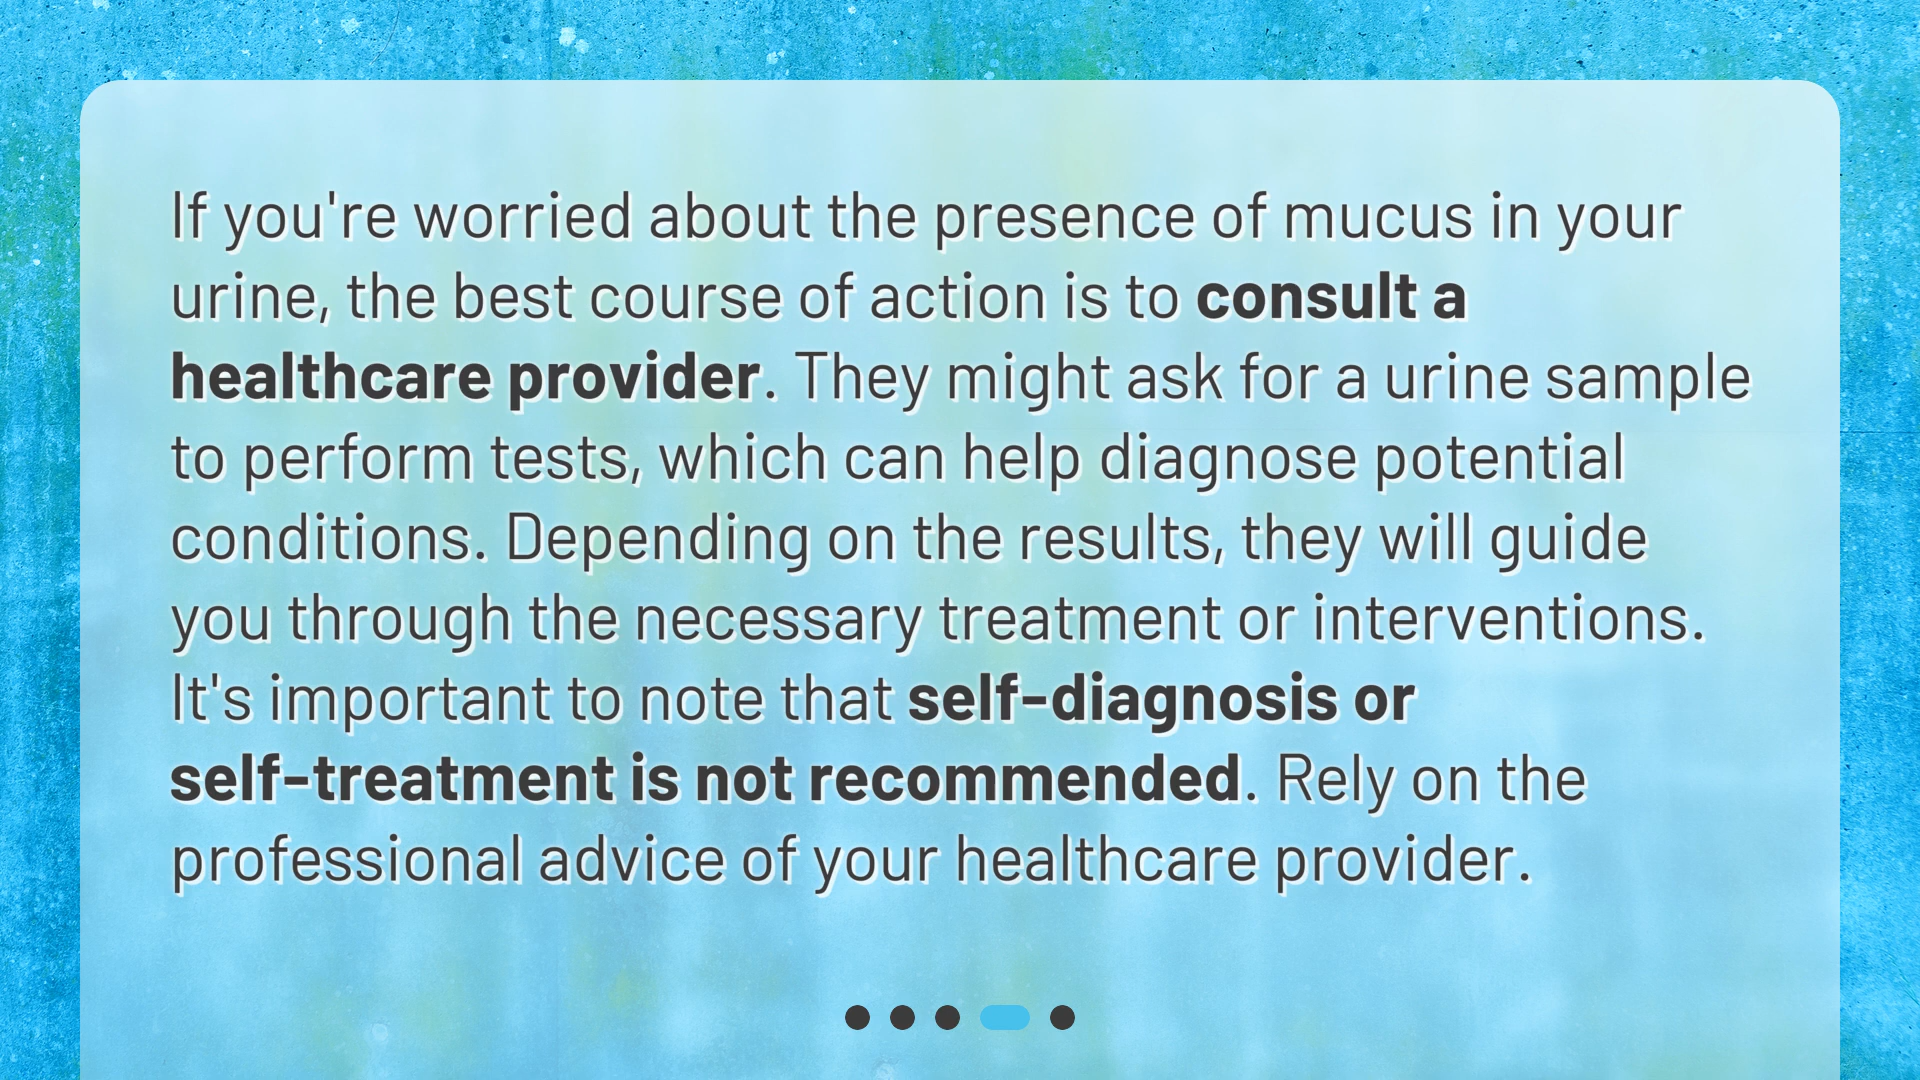 If you're worried about the presence of mucus in your
urine, the best course of action is to consult a
healthcare provider. They might ask for a urine sample
to perform tests, which can help diagnose potential
conditions. Depending on the results, they will guide
you through the necessary treatment or interventions.
It's important to note that self-diagnosis or
self-treatment is not recommended. Rely on the
professional advice of your healthcare provider.